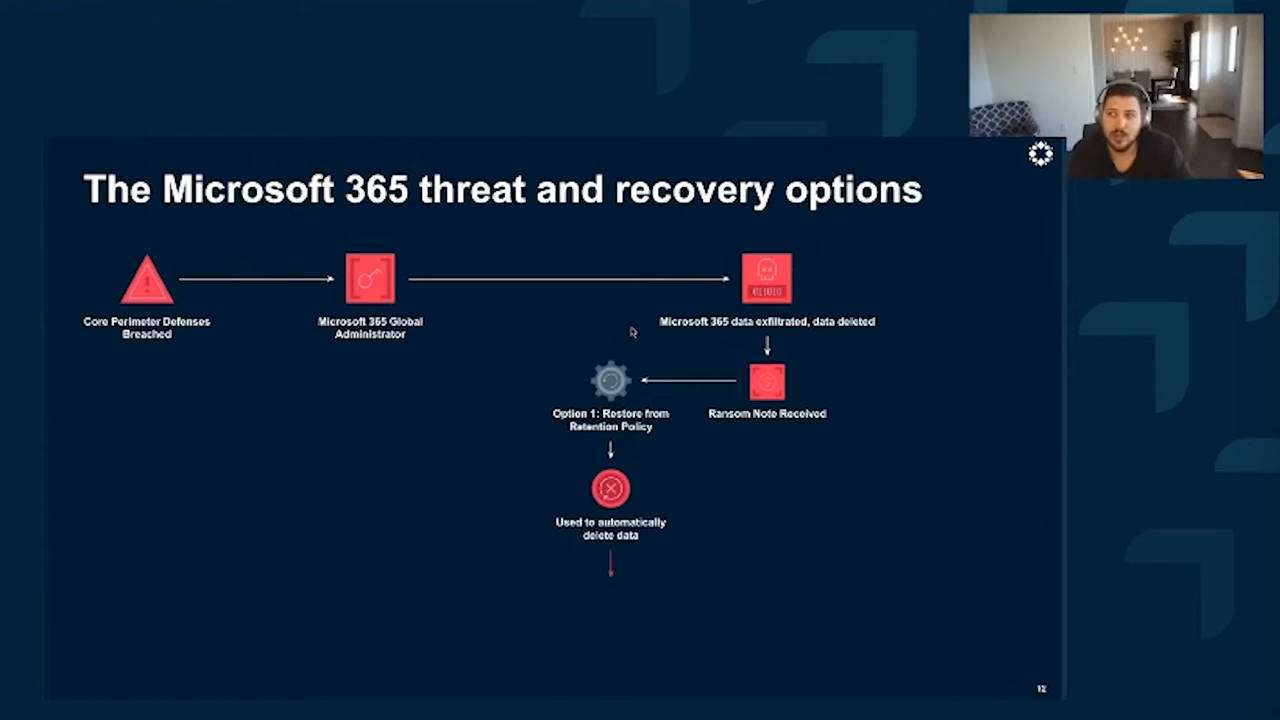 The Microsoft 365 threat and recovery options
Core Perimeter Defenses
Breached
Microsoft 365 Global
Administrator
011010
Microsoft 365 data exfiltrated, data deleted
Option 1: Restore from
Retention Policy
Ransom Note Received
Used to automatically
delete data
12